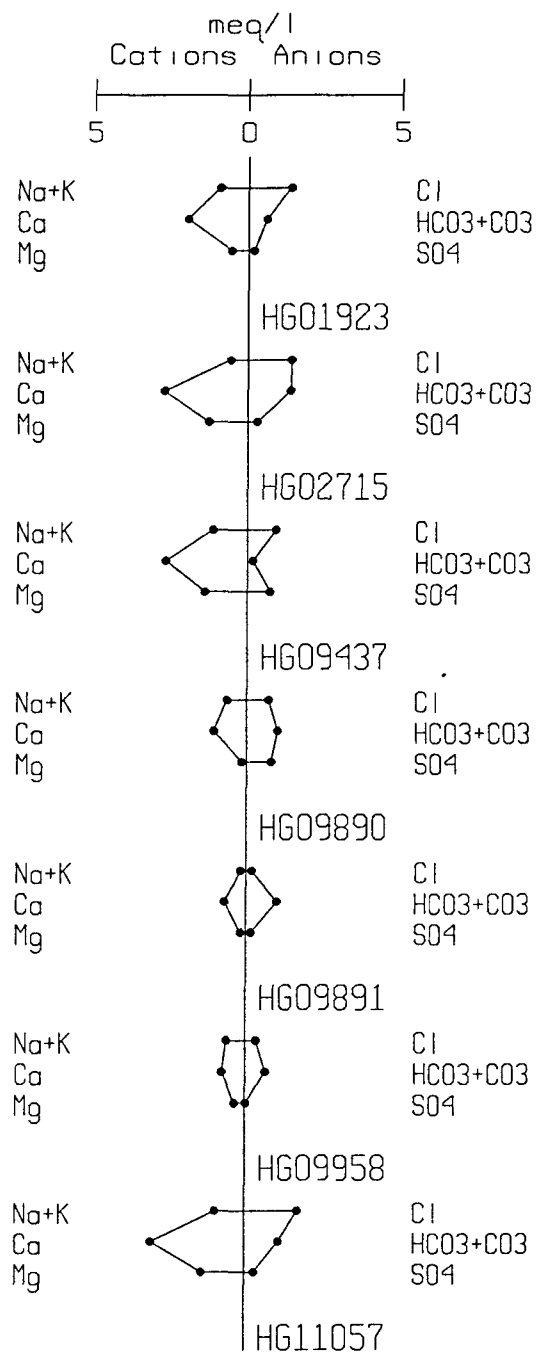 meq/l
Cations Anions
5 0 5
Na+K Cl
Ca HCO3+CO3
Mg SO4
HG01923
Na+K Cl
Ca HCO3+CO3
Mg SO4
HG02715
Na+K Cl
Ca HCO3+CO3
Mg SO4
HG09437
Na+K Cl
Ca HCO3+CO3
Mg SO4
HG09890
Na+K Cl
Ca HCO3+CO3
Mg SO4
HG09891
Na+K Cl
Ca HCO3+CO3
Mg SO4
HG09958
Na+K Cl
Ca HCO3+CO3
Mg SO4
HG11057